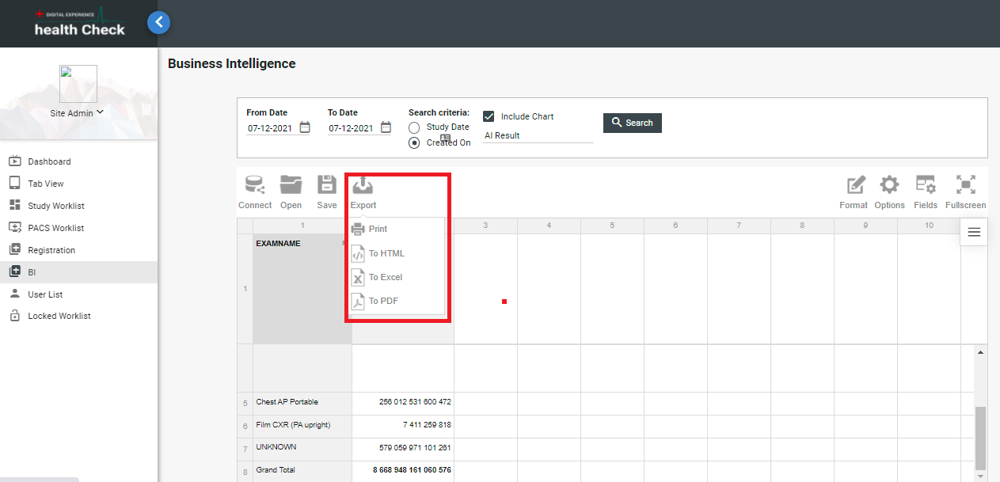 DIGITAL EXPERIENCE
health Check
Business Intelligence
Site Admin
Dashboard
Tab View
Study Worklist
PACS Worklist
Registration
BI
User List
Locked Worklist
From Date
07-12-2021
To Date
07-12-2021
Search criteria:
Study Date
Created On
Include Chart
AI Result
Search
Connect
Open
Save
Export
Format
Options
Fields
Fullscreen
Print
To HTML
To Excel
To PDF
1 3 4 5 6 7 8 9 10
1 EXAMNAME
5 Chest AP Portable 256 012 531 600 472
6 Film CXR (PA upright) 7 411 259 818
7 UNKNOWN 579 059 971 101 261
8 Grand Total 8 668 948 161 060 576